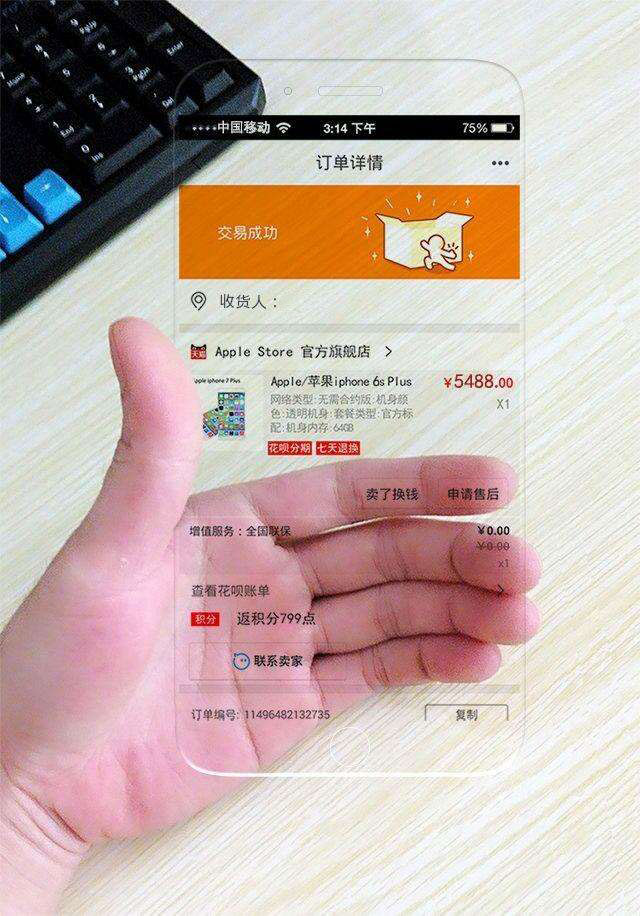 PgUp
Enter
PgDn
End
Ins
中国移动 3:14 下午 75%
订单详情
交易成功
收货人：
天猫 Apple Store 官方旗舰店
Apple iphone 7 Plus
Apple/苹果iphone 6s Plus ¥5488.00
网络类型:无需合约版:机身颜 X1
色:透明机身:套餐类型:官方标
配:机身内存:64GB
花呗分期 七天退换
卖了换钱 申请售后
增值服务：全国联保 ¥0.00
¥0.00
x1
查看花呗账单
积分 返积分799点
联系卖家
订单编号: 11496482132735 复制